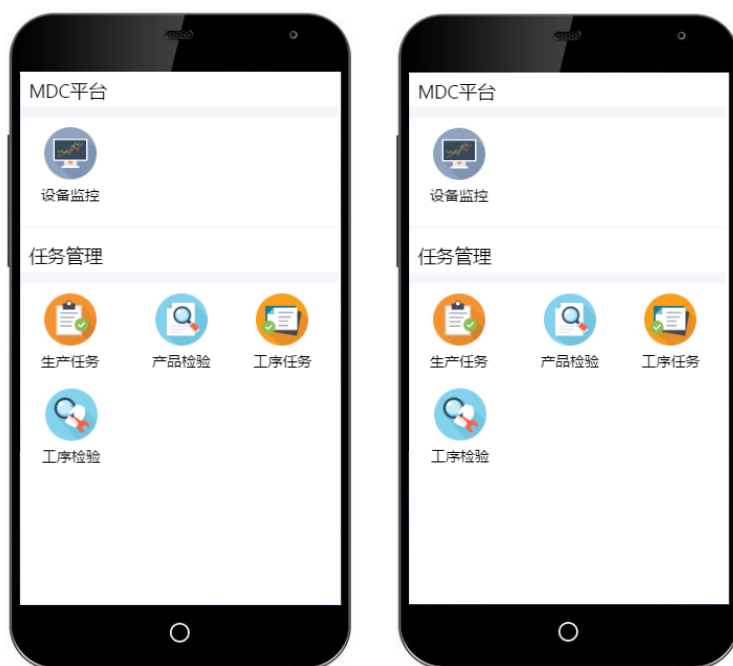 MDC平台
设备监控
任务管理
生产任务 产品检验 工序任务
工序检验
MDC平台
设备监控
任务管理
生产任务 产品检验 工序任务
工序检验